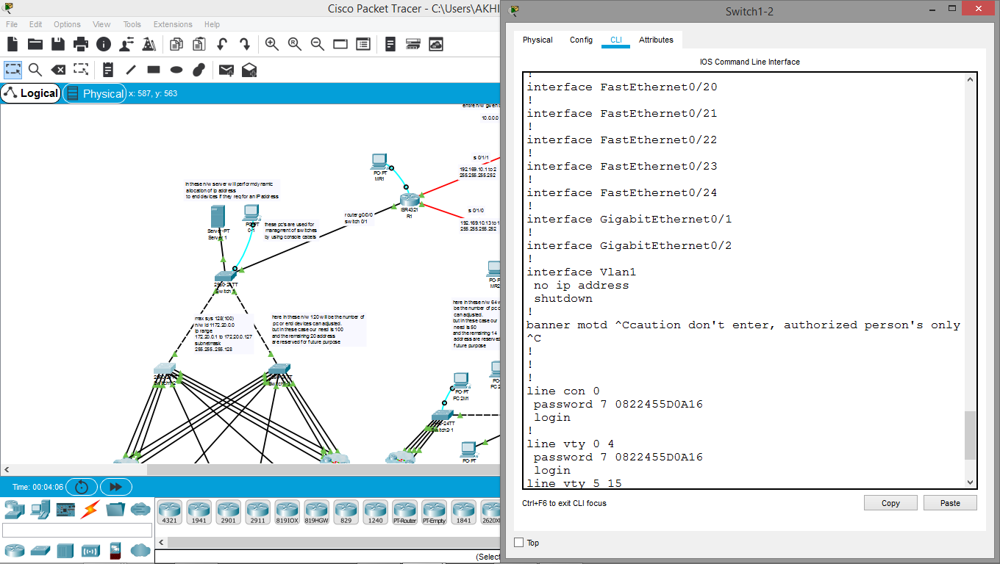 Cisco Packet Tracer - C:\Users\AKHI
File Edit Options View Tools Extensions Help
Logical
Physical x: 587, y: 563
entire n/w given b
10.0.0.0
s 0/1/1
192.169.10.1 to 2
255.255.255.252
PC-PT
MR1
ISR4321
R1
s 0/1/0
192.169.10.13 to 1
255.255.255.252
router g0/0/0
switch 0/1
in these n/w server will perform dynamic
allocation of ip address
to end devices if they req for an IP address
Server-PT
Server 1
PC-PT
0-1
these pc's are used for
managment of switches
by using console cabels
2960-24TT
Switch 1
PC-PT
MR2
max sys 128(100)
n/w id 172.20.0.0
ip range
172.20.0.1 to 172.20.0.127
subnetmask
255.255..255.128
here in these n/w 120 will be the number of
pc or end devices can adjusted.
but in these case our need is 100
and the remaining 20 address
are reserved for future purpose
here in these n/w 64 w
be the number of pc o
can adjusted.
but in these case our
need is 50
and the remaining 14
address are reserved
future purpose
2960-24TT
Switch1-2
PC-PT
PC 2M1
PC-PT
PC 2
Switch2-1
PC-PT
Time: 00:04:06
4321 1941 2901 2911 819IOX 819HGW 829 1240 PT-Router PT-Empty 1841 2620XM
(Select
Switch1-2
Physical Config CLI Attributes
IOS Command Line Interface
!
interface FastEthernet0/20
!
interface FastEthernet0/21
!
interface FastEthernet0/22
!
interface FastEthernet0/23
!
interface FastEthernet0/24
!
interface GigabitEthernet0/1
!
interface GigabitEthernet0/2
!
interface Vlan1
no ip address
shutdown
!
banner motd ^Ccaution don't enter, authorized person's only
^C
!
!
!
line con 0
password 7 0822455D0A16
login
!
line vty 0 4
password 7 0822455D0A16
login
line vty 5 15
Ctrl+F6 to exit CLI focus
Copy
Paste
Top